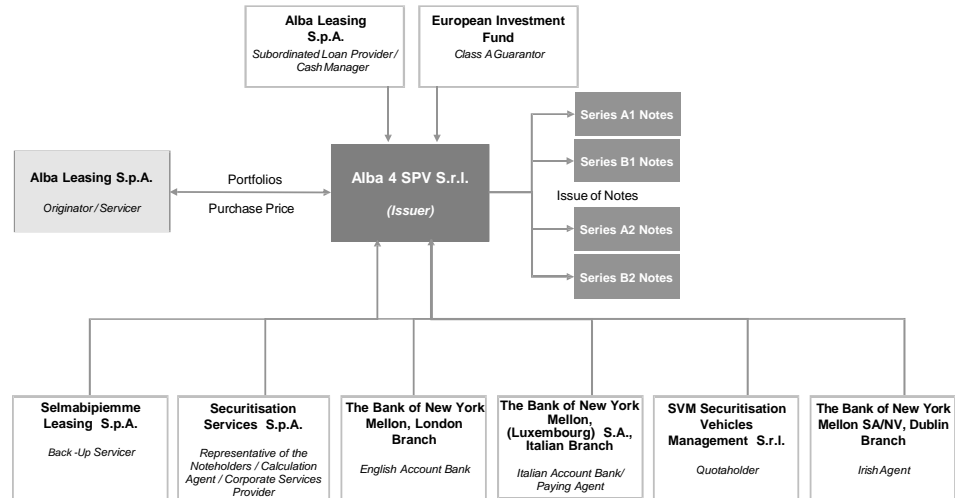 Alba Leasing
S.p.A.
Subordinated Loan Provider /
Cash Manager
European Investment
Fund
Class A Guarantor
Series A1 Notes
Series B1 Notes
Alba Leasing S.p.A.
Originator / Servicer
Portfolios
Purchase Price
Alba 4 SPV S.r.l.
(Issuer)
Issue of Notes
Series A2 Notes
Series B2 Notes
Selmabipiemme
Leasing S.p.A.
Back -Up Servicer
Securitisation
Services S.p.A.
Representative of the
Noteholders / Calculation
Agent / Corporate Services
Provider
The Bank of New York
Mellon, London
Branch
English Account Bank
The Bank of New York
Mellon,
(Luxembourg) S.A.,
Italian Branch
Italian Account Bank/
Paying Agent
SVM Securitisation
Vehicles
Management S.r.l.
Quotaholder
The Bank of New York
Mellon SA/NV, Dublin
Branch
Irish Agent